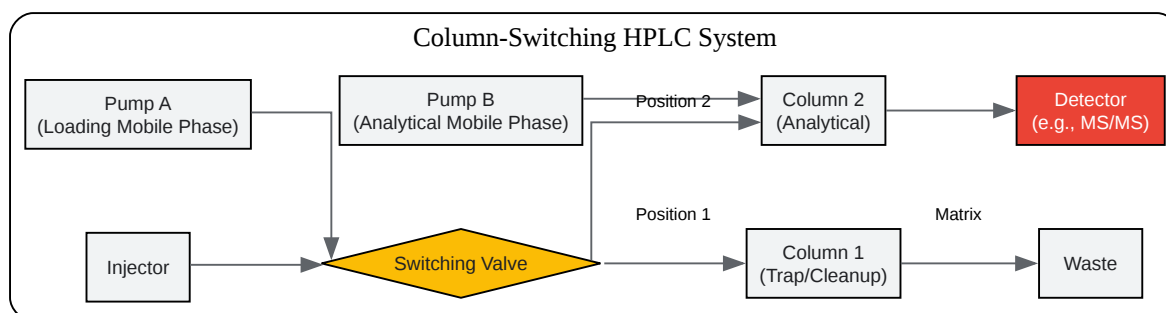 Column-Switching HPLC System
Pump A
(Loading Mobile Phase)
Pump B
(Analytical Mobile Phase)
Position 2
Column 2
(Analytical)
Detector
(e.g., MS/MS)
Injector
Switching Valve
Position 1
Column 1
(Trap/Cleanup)
Matrix
Waste